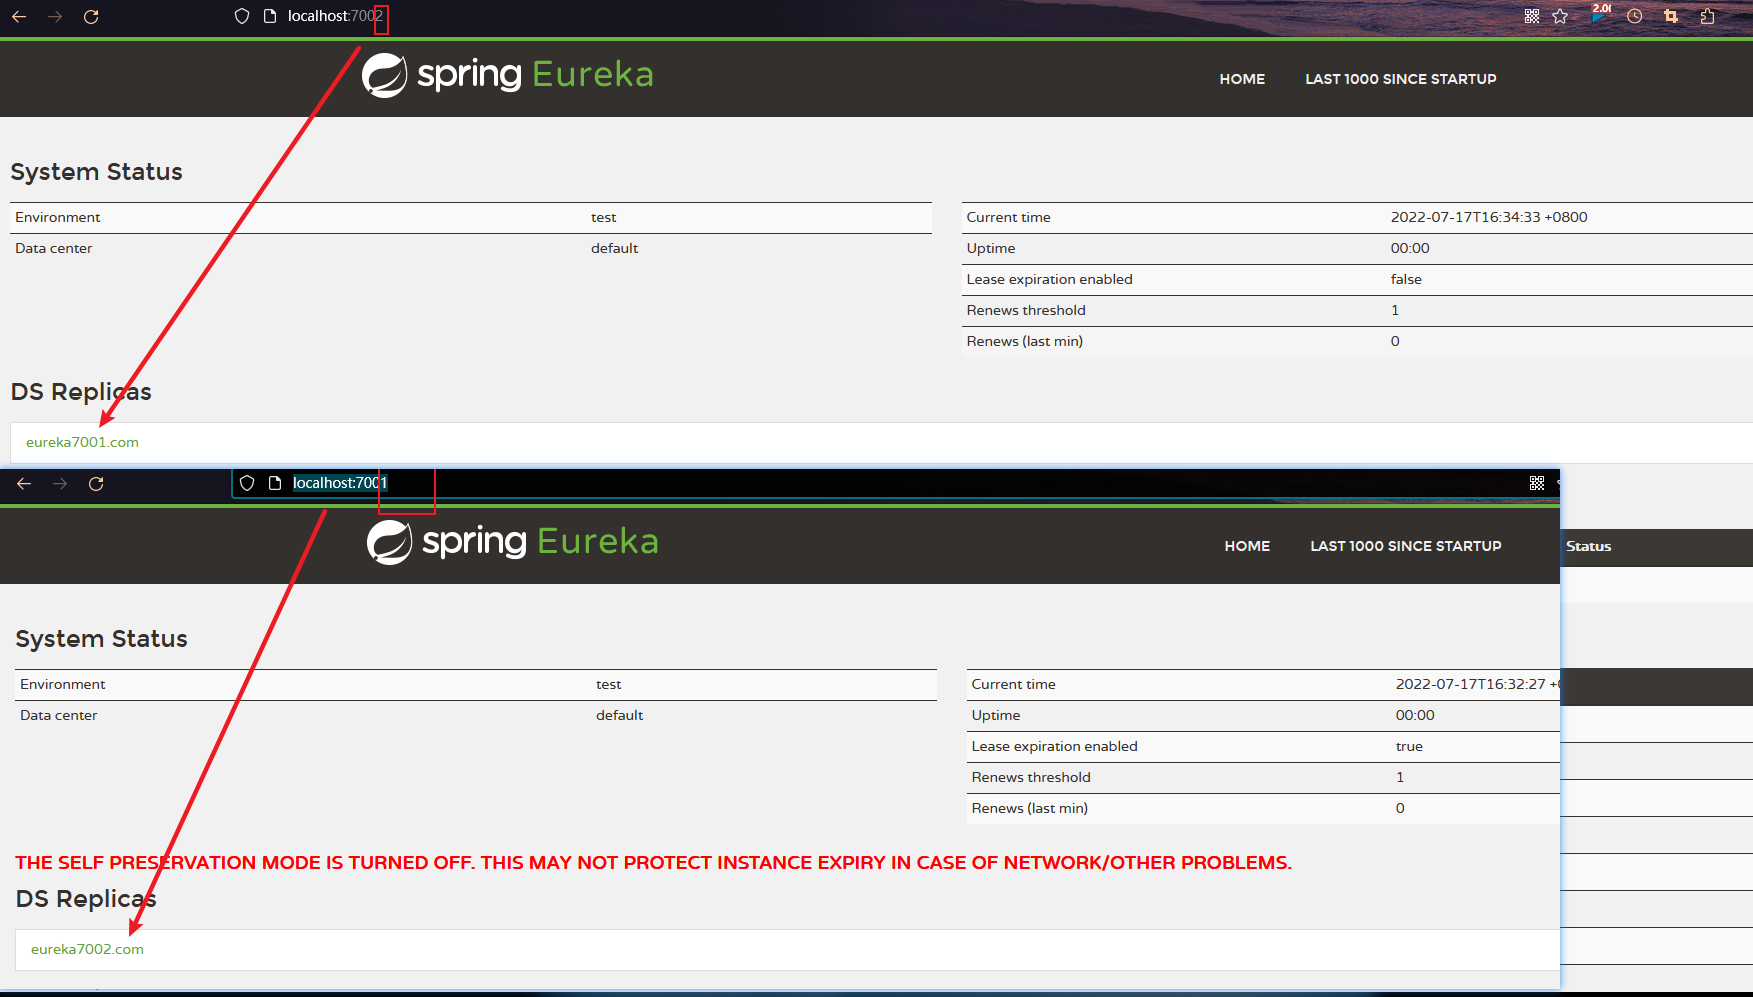 localhost:7002
2.0
spring Eureka
HOME
LAST 1000 SINCE STARTUP
System Status
Environment test
Data center default
Current time 2022-07-17T16:34:33 +0800
Uptime 00:00
Lease expiration enabled false
Renews threshold 1
Renews (last min) 0
DS Replicas
eureka7001.com
localhost:7001
spring Eureka
HOME
LAST 1000 SINCE STARTUP
Status
System Status
Environment test
Data center default
Current time 2022-07-17T16:32:27
Uptime 00:00
Lease expiration enabled true
Renews threshold 1
Renews (last min) 0
THE SELF PRESERVATION MODE IS TURNED OFF. THIS MAY NOT PROTECT INSTANCE EXPIRY IN CASE OF NETWORK/OTHER PROBLEMS.
DS Replicas
eureka7002.com